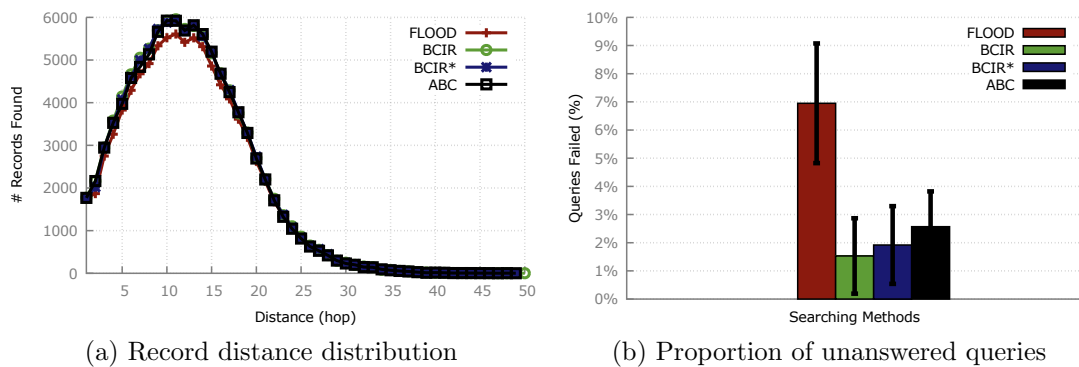 6000
5000
4000
3000
2000
1000
0
# Records Found
5 10 15 20 25 30 35 40 45 50
Distance (hop)
FLOOD
BCIR
BCIR*
ABC
(a) Record distance distribution
10%
9%
8%
7%
6%
5%
4%
3%
2%
1%
0%
Queries Failed (%)
Searching Methods
FLOOD
BCIR
BCIR*
ABC
(b) Proportion of unanswered queries